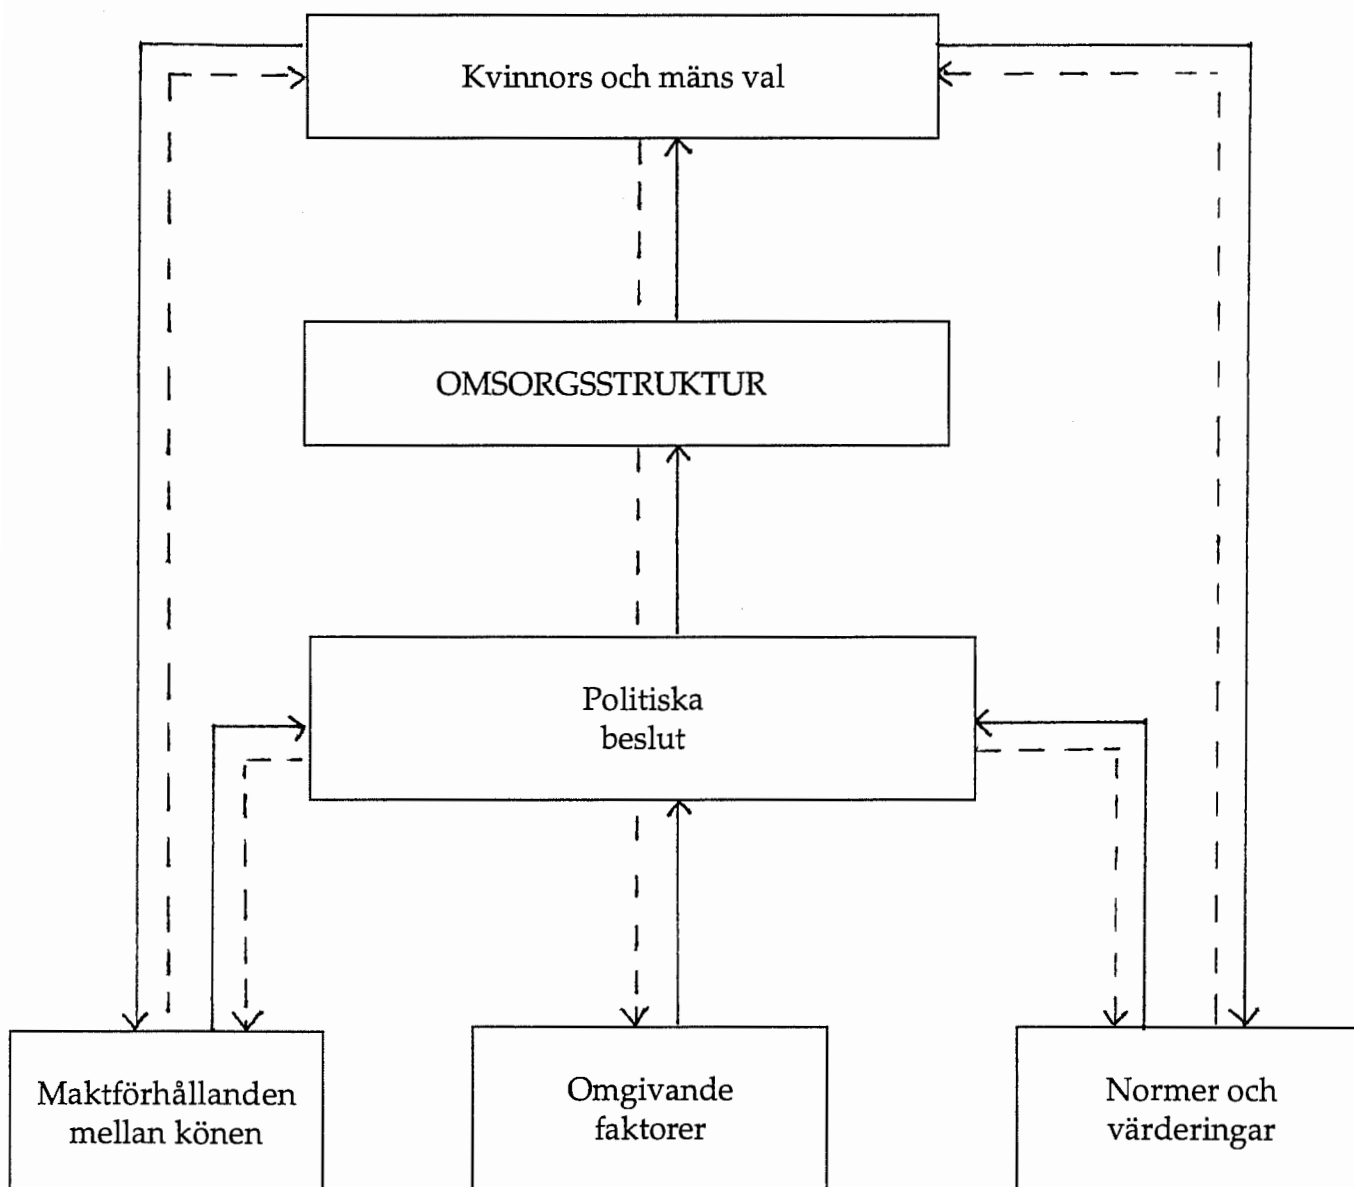 Kvinnors och mäns val
OMSORGSSTRUKTUR
Politiska
beslut
Maktförhållanden
mellan könen
Omgivande
faktorer
Normer och
värderingar